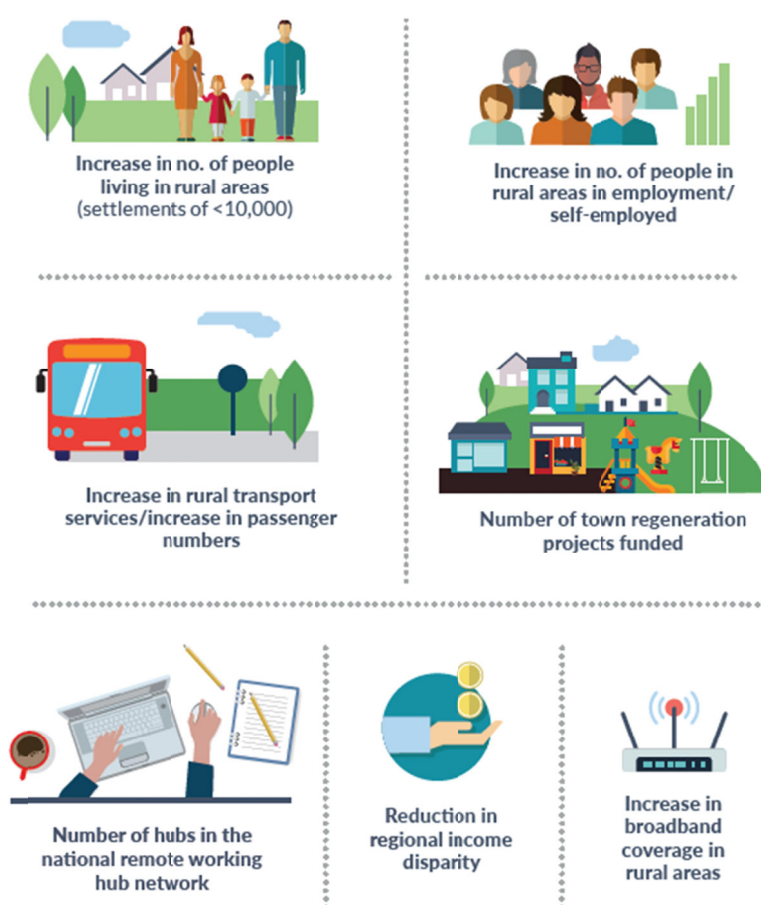 Increase in no. of people
living in rural areas
(settlements of <10,000)
Increase in no. of people in
rural areas in employment/
self-employed
Increase in rural transport
services/increase in passenger
numbers
Number of town regeneration
projects funded
Number of hubs in the
national remote working
hub network
Reduction in
regional income
disparity
Increase in
broadband
coverage in
rural areas